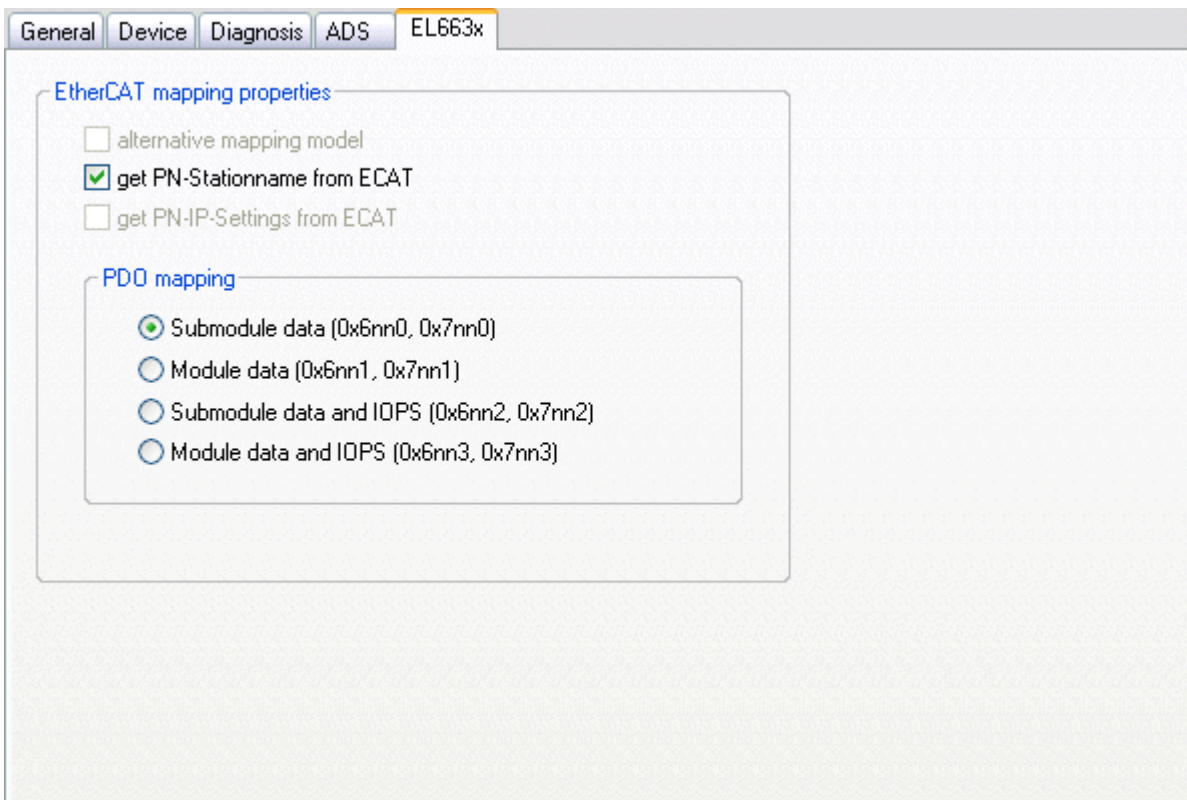 General Device Diagnosis ADS EL663x
EtherCAT mapping properties
alternative mapping model
get PN-Stationname from ECAT
get PN-IP-Settings from ECAT
PDO mapping
Submodule data (0x6nn0, 0x7nn0)
Module data (0x6nn1, 0x7nn1)
Submodule data and IOPS (0x6nn2, 0x7nn2)
Module data and IOPS (0x6nn3, 0x7nn3)